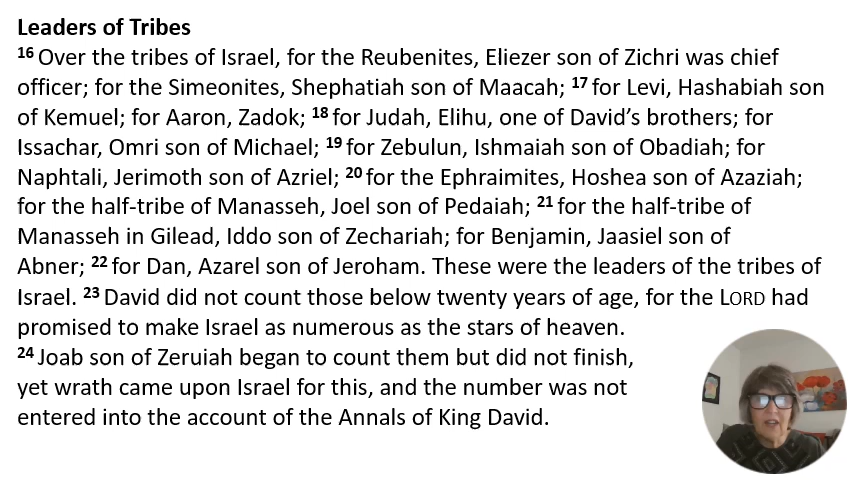 Leaders of Tribes
16 Over the tribes of Israel, for the Reubenites, Eliezer son of Zichri was chief
officer; for the Simeonites, Shephatiah son of Maacah; 17 for Levi, Hashabiah son
of Kemuel; for Aaron, Zadok; 18 for Judah, Elihu, one of David’s brothers; for
Issachar, Omri son of Michael; 19 for Zebulun, Ishmaiah son of Obadiah; for
Naphtali, Jerimoth son of Azriel; 20 for the Ephraimites, Hoshea son of Azaziah;
for the half-tribe of Manasseh, Joel son of Pedaiah; 21 for the half-tribe of
Manasseh in Gilead, Iddo son of Zechariah; for Benjamin, Jaasiel son of
Abner; 22 for Dan, Azarel son of Jeroham. These were the leaders of the tribes of
Israel. 23 David did not count those below twenty years of age, for the LORD had
promised to make Israel as numerous as the stars of heaven.
24 Joab son of Zeruiah began to count them but did not finish,
yet wrath came upon Israel for this, and the number was not
entered into the account of the Annals of King David.